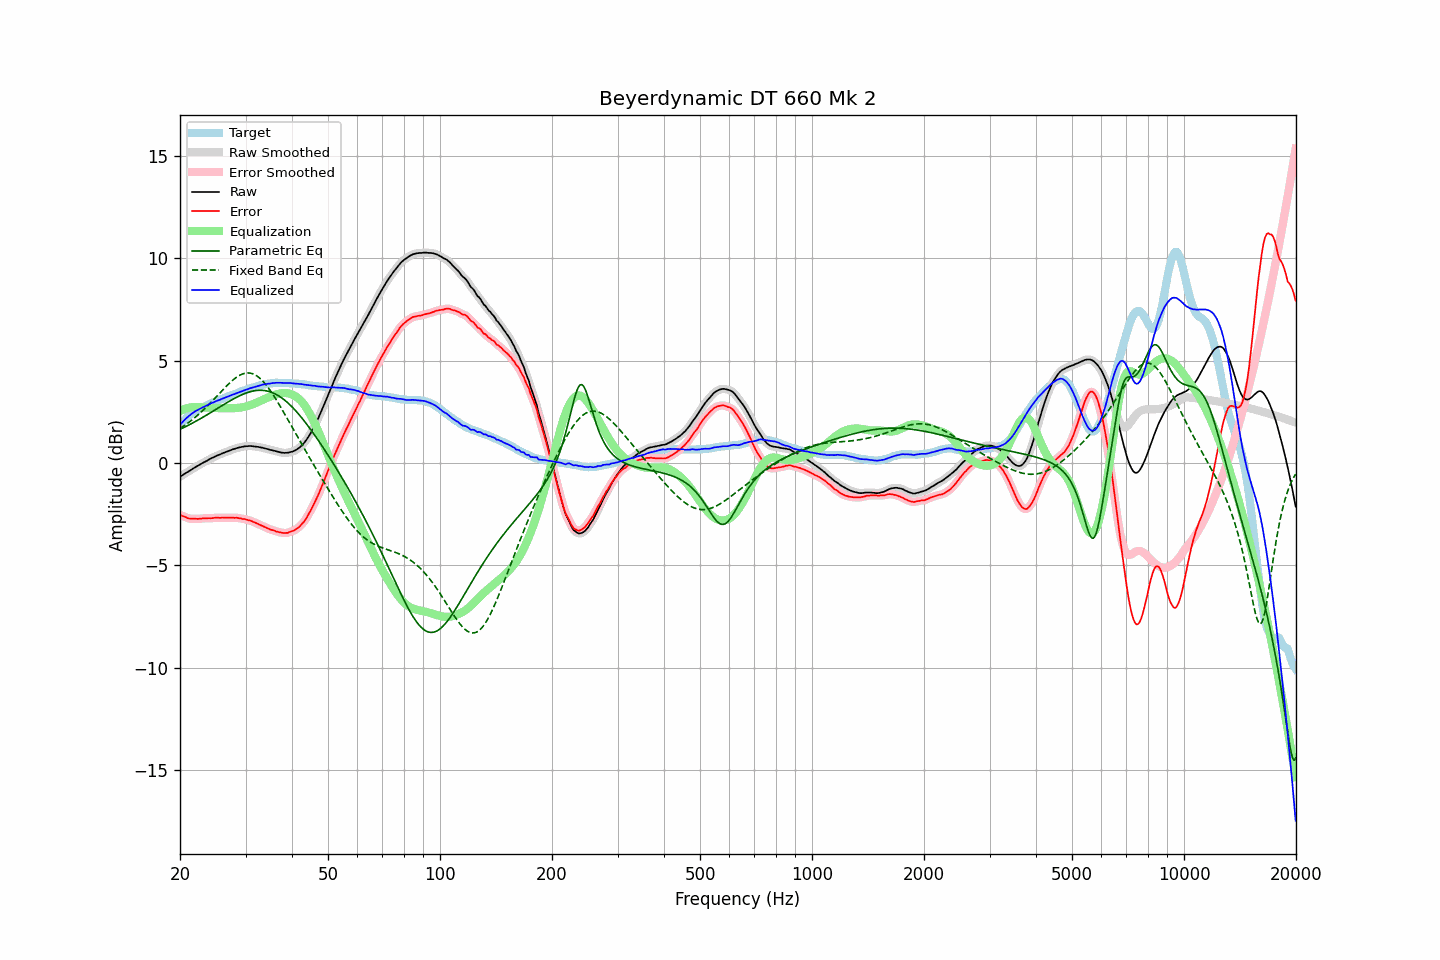 Beyerdynamic DT 660 Mk 2
Target
Raw Smoothed
Error Smoothed
Raw
Error
Equalization
Parametric Eq
Fixed Band Eq
Equalized
15
10
5
0
−5
−10
−15
Amplitude (dBr)
20 50 100 200 500 1000 2000 5000 10000 20000
Frequency (Hz)